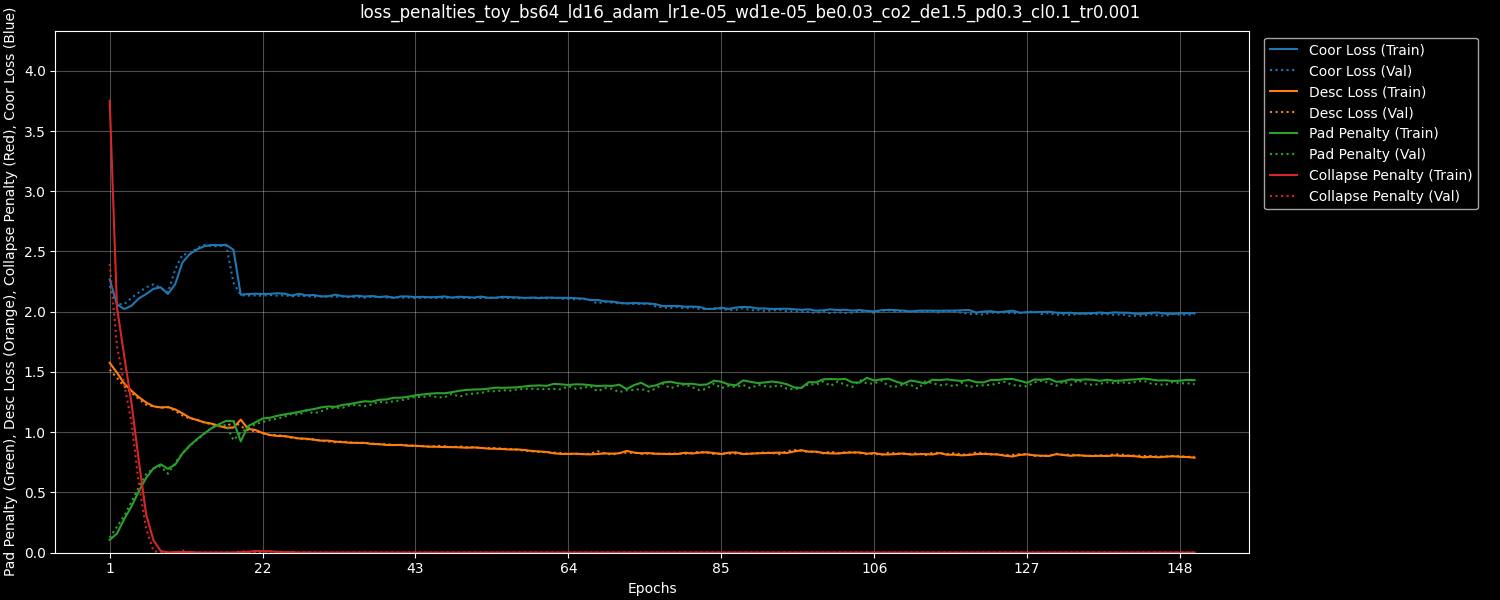 loss_penalties_toy_bs64_ld16_adam_lr1e-05_wd1e-05_be0.03_co2_de1.5_pd0.3_cl0.1_tr0.001
Pad Penalty (Green), Desc Loss (Orange), Collapse Penalty (Red), Coor Loss (Blue)
4.0
3.5
3.0
2.5
2.0
1.5
1.0
0.5
0.0
1 22 43 64 85 106 127 148
Epochs
Coor Loss (Train)
Coor Loss (Val)
Desc Loss (Train)
Desc Loss (Val)
Pad Penalty (Train)
Pad Penalty (Val)
Collapse Penalty (Train)
Collapse Penalty (Val)